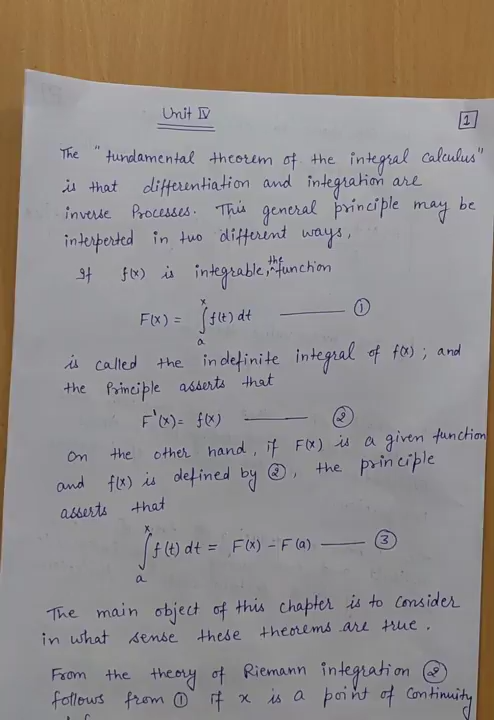 Unit IV
1
The "fundamental theorem of the integral calculus"
is that differentiation and integration are
inverse Processes. This general principle may be
interperted in two different ways,
If f(x) is integrable, the function
F(x) = ∫_a^x f(t) dt —— ①
is called the indefinite integral of f(x) ; and
the Principle asserts that
F'(x) = f(x) —— ②
On the other hand, if F(x) is a given function
and f(x) is defined by ②, the principle
asserts that
∫_a^x f(t) dt = F(x) - F(a) —— ③
The main object of this chapter is to consider
in what sense these theorems are true.
From the theory of Riemann integration ②
follows from ① if x is a point of continuity